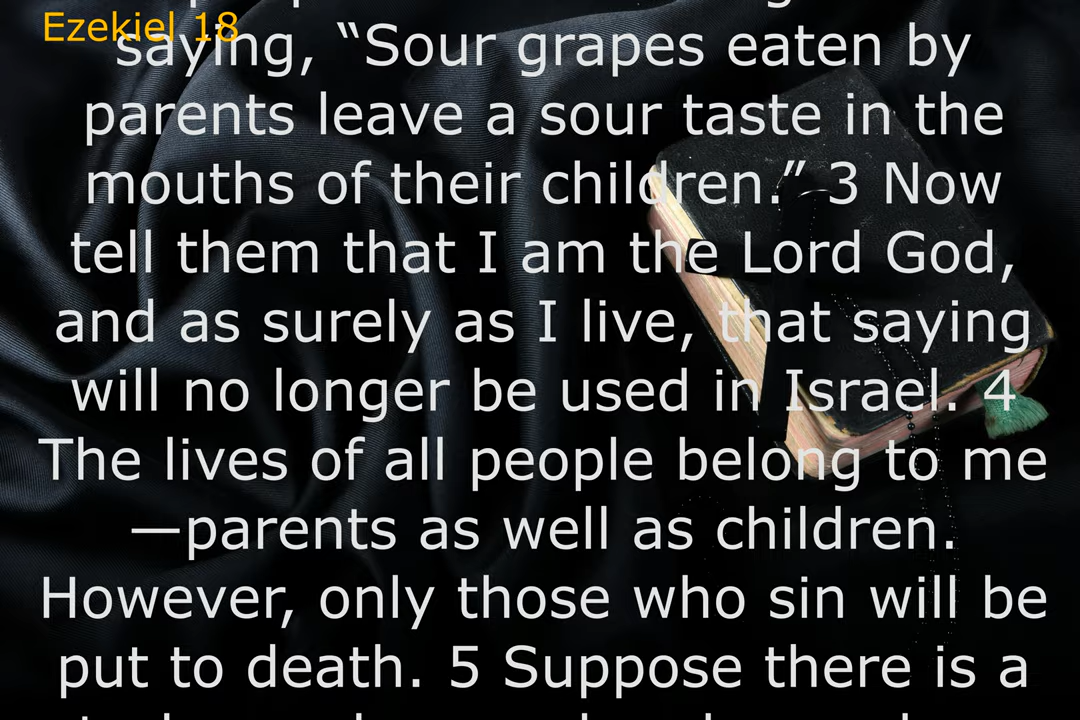 Ezekiel 18
saying, “Sour grapes eaten by
parents leave a sour taste in the
mouths of their children.” 3 Now
tell them that I am the Lord God,
and as surely as I live, that saying
will no longer be used in Israel. 4
The lives of all people belong to me
—parents as well as children.
However, only those who sin will be
put to death. 5 Suppose there is a